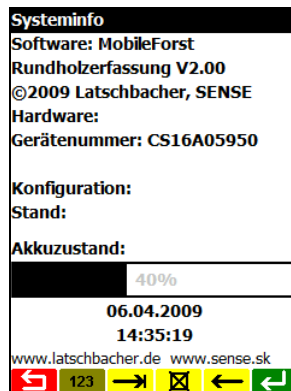 Systeminfo
Software: MobileForst
Rundholzerfassung V2.00
©2009 Latschbacher, SENSE
Hardware:
Gerätenummer: CS16A05950
Konfiguration:
Stand:
Akkuzustand:
40%
06.04.2009
14:35:19
www.latschbacher.de www.sense.sk
123